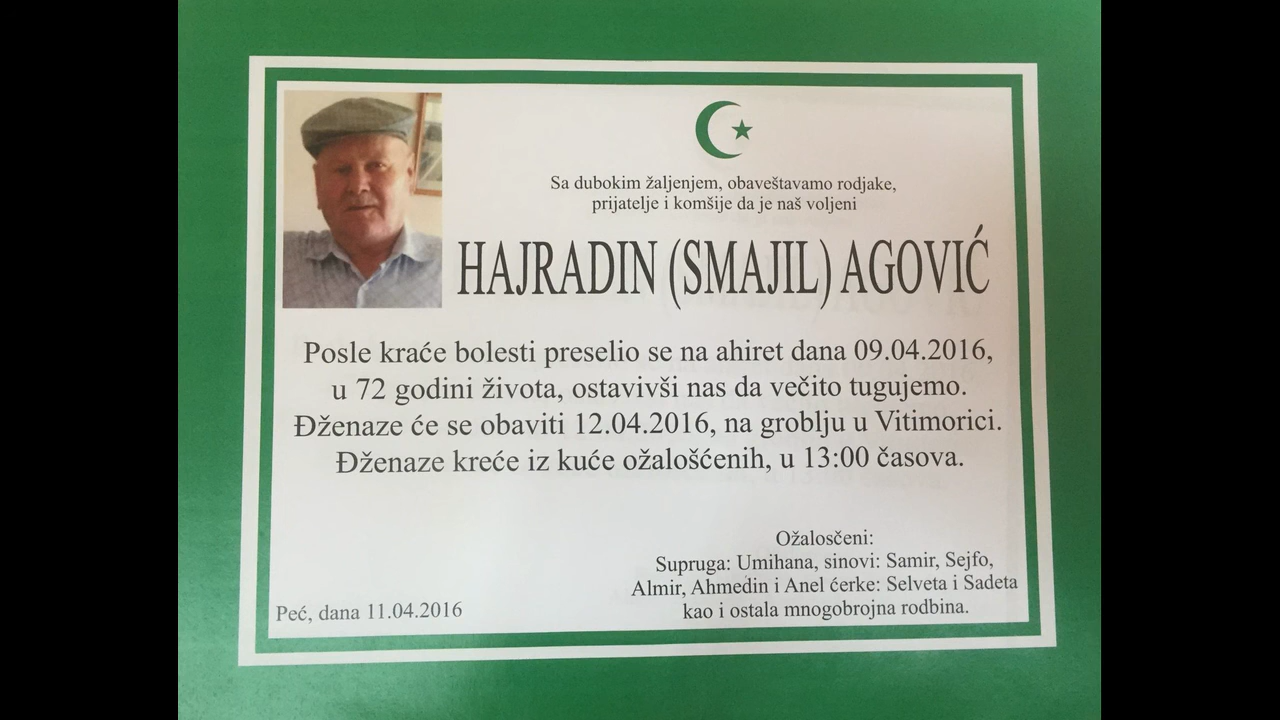 Sa dubokim žaljenjem, obaveštavamo rodjake,
prijatelje i komšije da je naš voljeni
HAJRADIN (SMAJIL) AGOVIĆ
Posle kraće bolesti preselio se na ahiret dana 09.04.2016,
u 72 godini života, ostavivši nas da večito tugujemo.
Dženaze će se obaviti 12.04.2016, na groblju u Vitimorici.
Dženaze kreće iz kuće ožalošćenih, u 13:00 časova.
Ožalosčeni:
Supruga: Umihana, sinovi: Samir, Sejfo,
Almir, Ahmedin i Anel ćerke: Selveta i Sadeta
kao i ostala mnogobrojna rodbina.
Peć, dana 11.04.2016